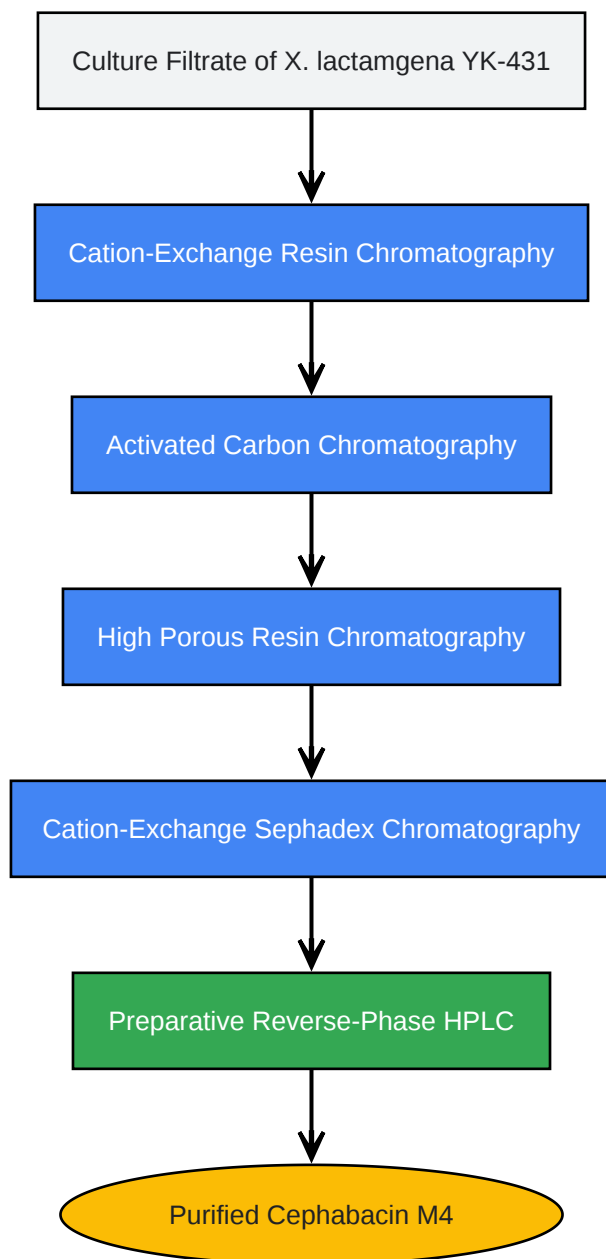 Culture Filtrate of X. lactamgena YK-431
Cation-Exchange Resin Chromatography
Activated Carbon Chromatography
High Porous Resin Chromatography
Cation-Exchange Sephadex Chromatography
Preparative Reverse-Phase HPLC
Purified Cephabacin M4